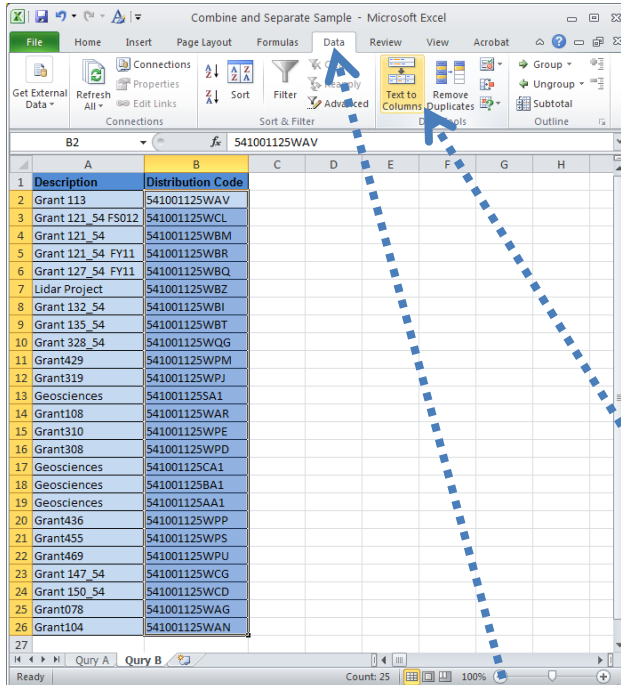 Combine and Separate Sample - Microsoft Excel
File Home Insert Page Layout Formulas Data Review View Acrobat
Get External Data
Refresh All
Connections
Properties
Edit Links
Sort
Filter
Reapply
Advanced
Text to Columns
Remove Duplicates
Group
Ungroup
Subtotal
Connections Sort & Filter Outline
B2 fx 541001125WAV
A B C D E F G H
1 Description Distribution Code
2 Grant 113 541001125WAV
3 Grant 121_54 FS012 541001125WCL
4 Grant 121_54 541001125WBM
5 Grant 121_54 FY11 541001125WBR
6 Grant 127_54 FY11 541001125WBQ
7 Lidar Project 541001125WBZ
8 Grant 132_54 541001125WBI
9 Grant 135_54 541001125WBT
10 Grant 328_54 541001125WQG
11 Grant429 541001125WPM
12 Grant319 541001125WPJ
13 Geosciences 541001125SA1
14 Grant108 541001125WAR
15 Grant310 541001125WPE
16 Grant308 541001125WPD
17 Geosciences 541001125CA1
18 Geosciences 541001125BA1
19 Geosciences 541001125AA1
20 Grant436 541001125WPP
21 Grant455 541001125WPS
22 Grant469 541001125WPU
23 Grant 147_54 541001125WCG
24 Grant 150_54 541001125WCD
25 Grant078 541001125WAG
26 Grant104 541001125WAN
27
Qury A Qury B
Ready Count: 25 100%